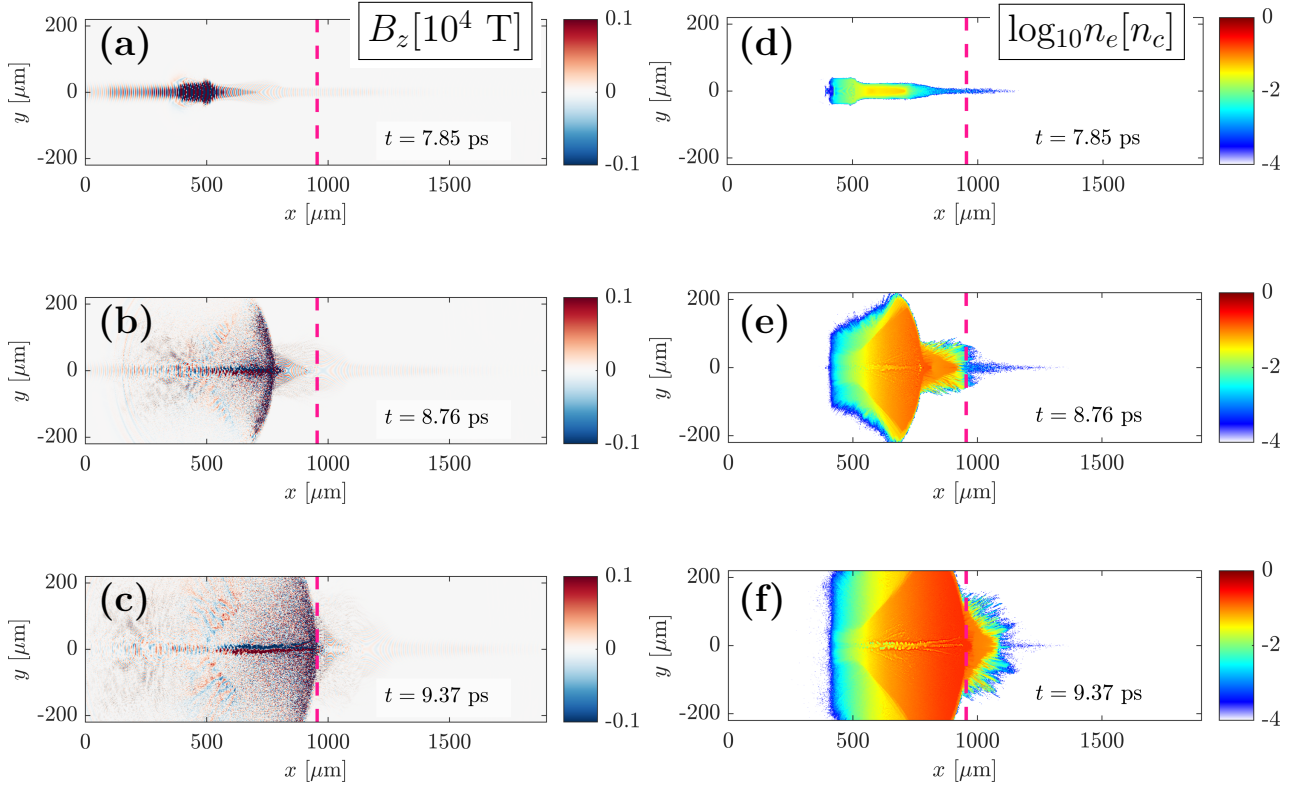 (a)
B_z[10^4 T]
200
0
-200
y [μm]
t = 7.85 ps
0 500 1000 1500
x [μm]
0.1
0
-0.1
(d)
log_{10}n_e[n_c]
200
0
-200
y [μm]
t = 7.85 ps
0 500 1000 1500
x [μm]
0
-2
-4
(b)
200
0
-200
y [μm]
t = 8.76 ps
0 500 1000 1500
x [μm]
0.1
0
-0.1
(e)
200
0
-200
y [μm]
t = 8.76 ps
0 500 1000 1500
x [μm]
0
-2
-4
(c)
200
0
-200
y [μm]
t = 9.37 ps
0 500 1000 1500
x [μm]
0.1
0
-0.1
(f)
200
0
-200
y [μm]
t = 9.37 ps
0 500 1000 1500
x [μm]
0
-2
-4